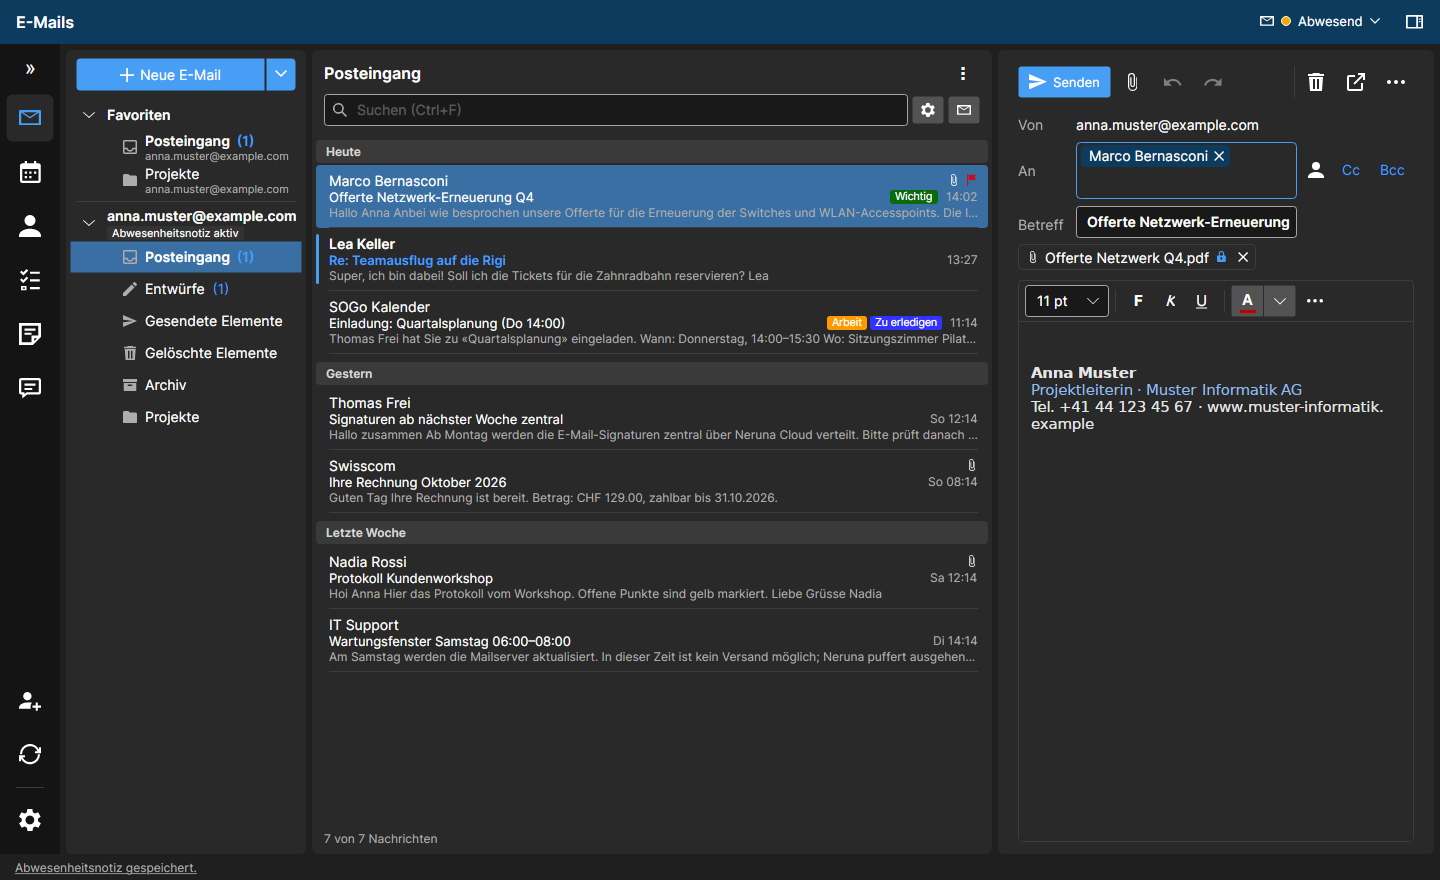 E-Mails
Abwesend
Neue E-Mail
Favoriten
Posteingang (1)
anna.muster@example.com
Projekte
anna.muster@example.com
anna.muster@example.com
Abwesenheitsnotiz aktiv
Posteingang (1)
Entwürfe (1)
Gesendete Elemente
Gelöschte Elemente
Archiv
Projekte
Posteingang
Suchen (Ctrl+F)
Heute
Marco Bernasconi
Offerte Netzwerk-Erneuerung Q4 Wichtig 14:02
Hallo Anna Anbei wie besprochen unsere Offerte für die Erneuerung der Switches und WLAN-Accesspoints. Die l...
Lea Keller
Re: Teamausflug auf die Rigi 13:27
Super, ich bin dabei! Soll ich die Tickets für die Zahnradbahn reservieren? Lea
SOGo Kalender
Einladung: Quartalsplanung (Do 14:00) Arbeit Zu erledigen 11:14
Thomas Frei hat Sie zu «Quartalsplanung» eingeladen. Wann: Donnerstag, 14:00–15:30 Wo: Sitzungszimmer Pilat...
Gestern
Thomas Frei
Signaturen ab nächster Woche zentral So 12:14
Hallo zusammen Ab Montag werden die E-Mail-Signaturen zentral über Neruna Cloud verteilt. Bitte prüft danach ...
Swisscom
Ihre Rechnung Oktober 2026 So 08:14
Guten Tag Ihre Rechnung ist bereit. Betrag: CHF 129.00, zahlbar bis 31.10.2026.
Letzte Woche
Nadia Rossi
Protokoll Kundenworkshop Sa 12:14
Hoi Anna Hier das Protokoll vom Workshop. Offene Punkte sind gelb markiert. Liebe Grüsse Nadia
IT Support
Wartungsfenster Samstag 06:00–08:00 Di 14:14
Am Samstag werden die Mailserver aktualisiert. In dieser Zeit ist kein Versand möglich; Neruna puffert ausgehen...
7 von 7 Nachrichten
Senden
Von anna.muster@example.com
An Marco Bernasconi Cc Bcc
Betreff Offerte Netzwerk-Erneuerung
Offerte Netzwerk Q4.pdf
11 pt F K U A
Anna Muster
Projektleiterin · Muster Informatik AG
Tel. +41 44 123 45 67 · www.muster-informatik.
example
Abwesenheitsnotiz gespeichert.